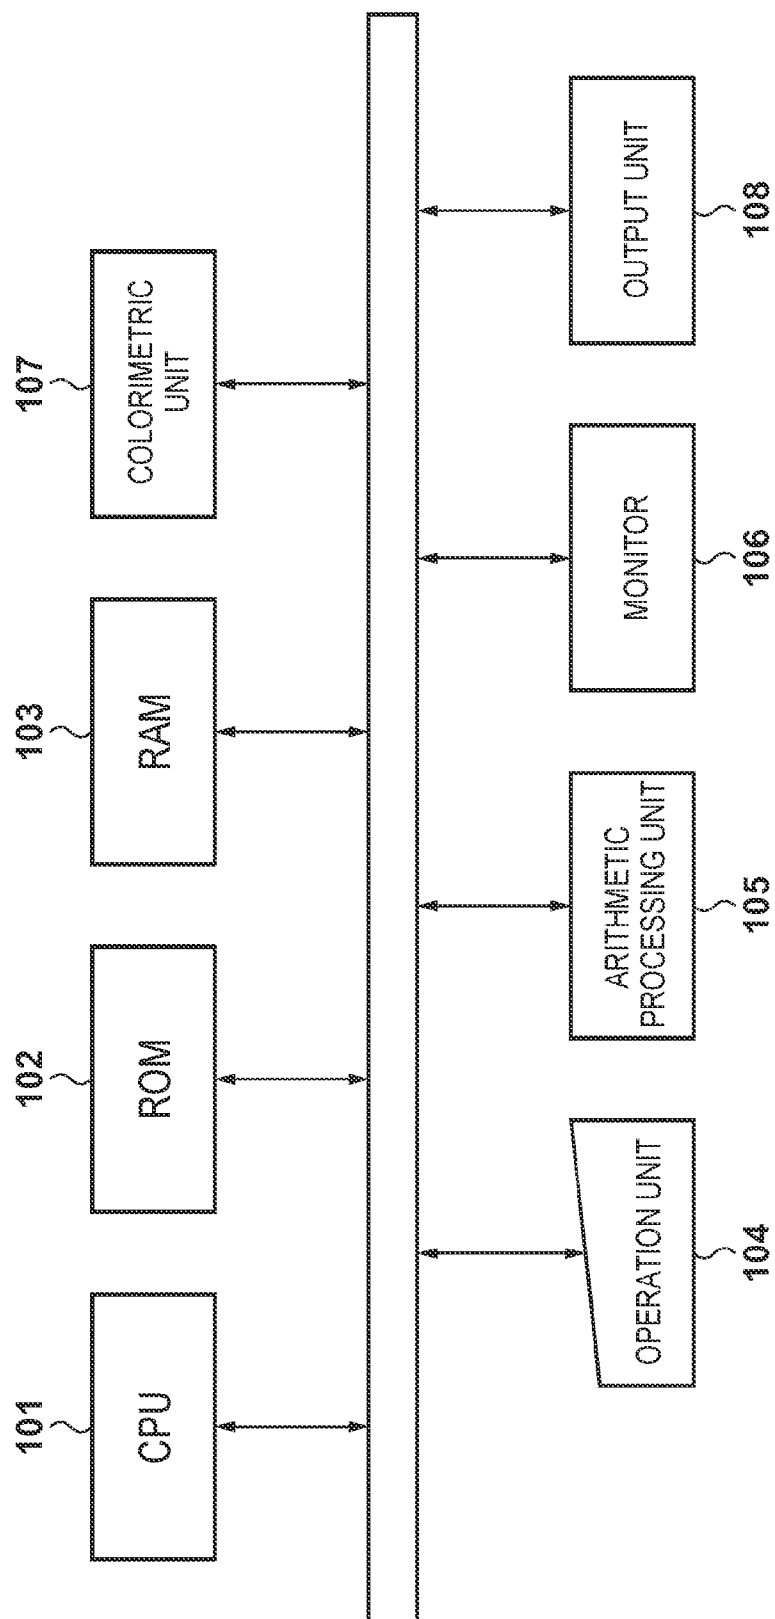 101
CPU
102
ROM
103
RAM
107
COLORIMETRIC
UNIT
OPERATION UNIT
104
ARITHMETIC
PROCESSING UNIT
105
MONITOR
106
OUTPUT UNIT
108